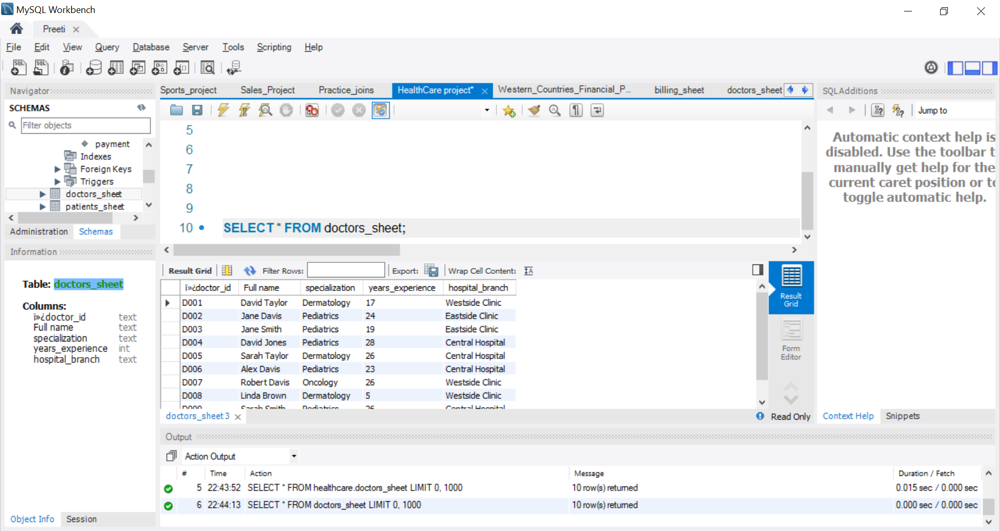 MySQL Workbench
Preeti
File Edit View Query Database Server Tools Scripting Help
Navigator
SCHEMAS
Filter objects
payment
Indexes
Foreign Keys
Triggers
doctors_sheet
patients_sheet
Administration Schemas
Information
Table: doctors_sheet
Columns:
ï»¿doctor_id text
Full name text
specialization text
years_experience int
hospital_branch text
Object Info Session
Sports_project Sales_Project Practice_joins HealthCare project* Western_Countries_Financial_P... billing_sheet doctors_sheet
5
6
7
8
9
10 SELECT * FROM doctors_sheet;
Result Grid Filter Rows: Export: Wrap Cell Content:
ï»¿doctor_id Full name specialization years_experience hospital_branch
D001 David Taylor Dermatology 17 Westside Clinic
D002 Jane Davis Pediatrics 24 Eastside Clinic
D003 Jane Smith Pediatrics 19 Eastside Clinic
D004 David Jones Pediatrics 28 Central Hospital
D005 Sarah Taylor Dermatology 26 Central Hospital
D006 Alex Davis Pediatrics 23 Central Hospital
D007 Robert Davis Oncology 26 Westside Clinic
D008 Linda Brown Dermatology 5 Westside Clinic
D009 Sarah Smith Pediatrics 26 Central Hospital
Result
Grid
Form
Editor
doctors_sheet 3
Read Only
SQLAdditions
Jump to
Automatic context help is
disabled. Use the toolbar t
manually get help for the
current caret position or to
toggle automatic help.
Context Help Snippets
Output
Action Output
# Time Action Message Duration / Fetch
5 22:43:52 SELECT * FROM healthcare.doctors_sheet LIMIT 0, 1000 10 row(s) returned 0.015 sec / 0.000 sec
6 22:44:13 SELECT * FROM doctors_sheet LIMIT 0, 1000 10 row(s) returned 0.000 sec / 0.000 sec